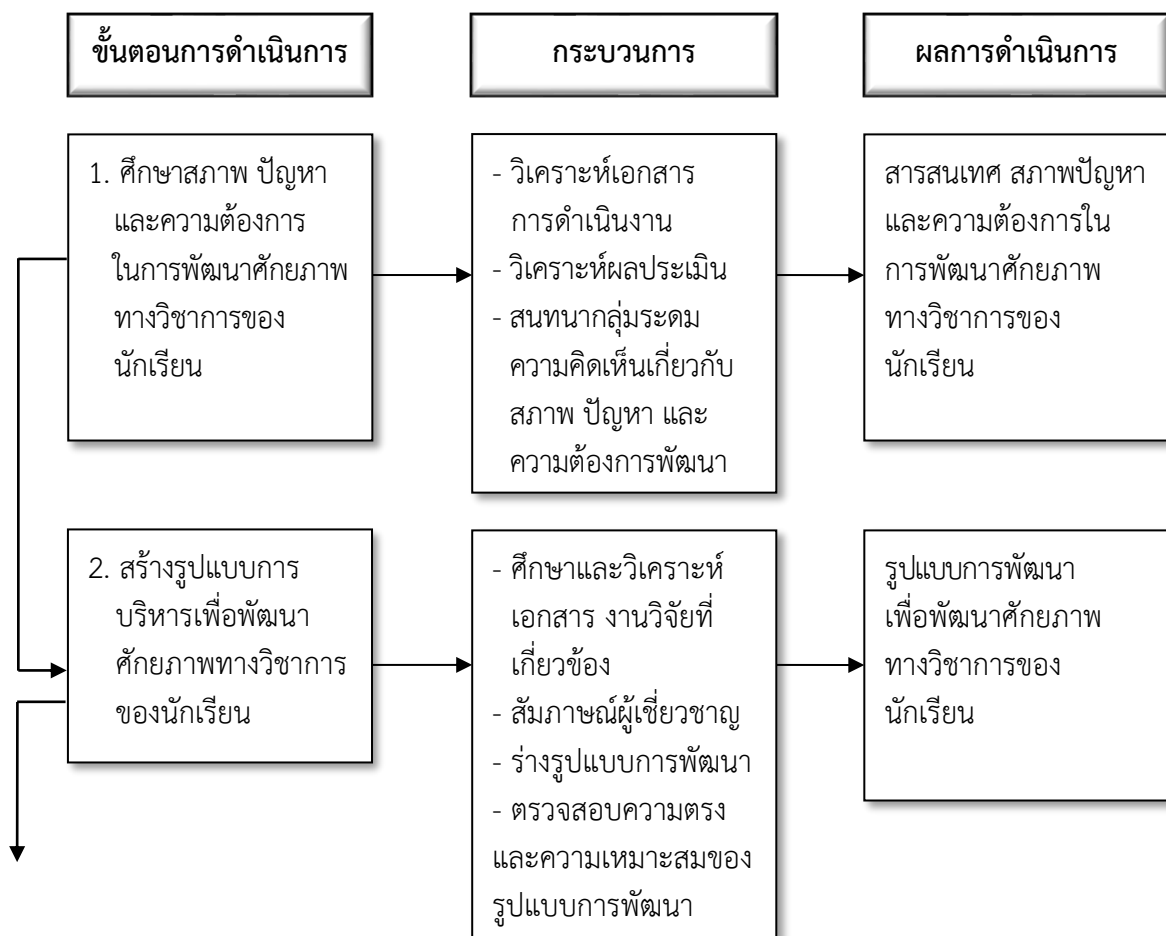 ขั้นตอนการดำเนินการ
กระบวนการ
ผลการดำเนินการ
1. ศึกษาสภาพ ปัญหา
และความต้องการ
ในการพัฒนาศักยภาพ
ทางวิชาการของ
นักเรียน
- วิเคราะห์เอกสาร
การดำเนินงาน
- วิเคราะห์ผลประเมิน
- สนทนากลุ่มระดม
ความคิดเห็นเกี่ยวกับ
สภาพ ปัญหา และ
ความต้องการพัฒนา
สารสนเทศ สภาพปัญหา
และความต้องการใน
การพัฒนาศักยภาพ
ทางวิชาการของ
นักเรียน
2. สร้างรูปแบบการ
บริหารเพื่อพัฒนา
ศักยภาพทางวิชาการ
ของนักเรียน
- ศึกษาและวิเคราะห์
เอกสาร งานวิจัยที่
เกี่ยวข้อง
- สัมภาษณ์ผู้เชี่ยวชาญ
- ร่างรูปแบบการพัฒนา
- ตรวจสอบความตรง
และความเหมาะสมของ
รูปแบบการพัฒนา
รูปแบบการพัฒนา
เพื่อพัฒนาศักยภาพ
ทางวิชาการของ
นักเรียน